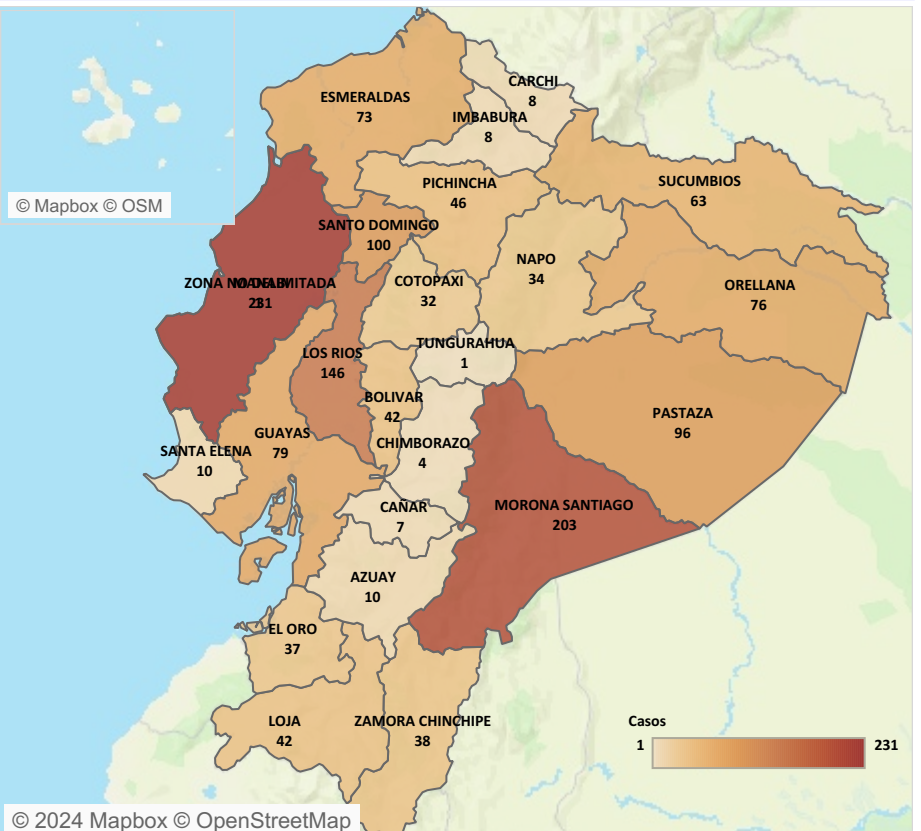 CARCHI
8
ESMERALDAS
73
IMBABURA
8
PICHINCHA
46
SUCUMBIOS
63
© Mapbox © OSM
SANTO DOMINGO
100
NAPO
34
COTOPAXI
32
ZONA
231
ORELLANA
76
TUNGURAHUA
1
LOS RIOS
146
BOLIVAR
42
PASTAZA
96
GUAYAS
79
CHIMBORAZO
4
SANTA ELENA
10
MORONA SANTIAGO
203
CAÑAR
7
AZUAY
10
EL ORO
37
LOJA
42
ZAMORA CHINCHIPE
38
Casos
1
231
© 2024 Mapbox © OpenStreetMap